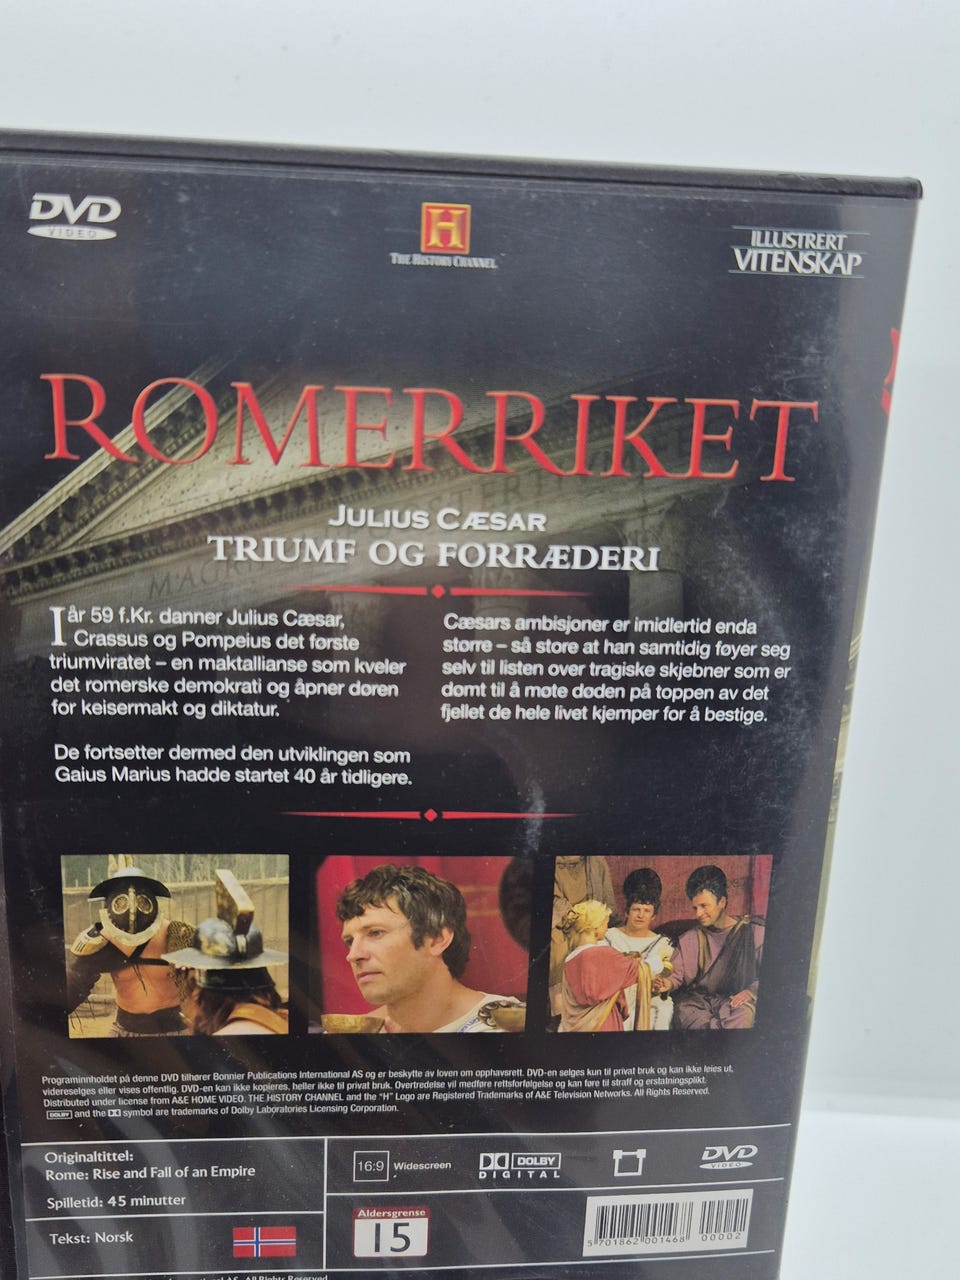 DVD
VIDEO
H
THE HISTORY CHANNEL
ILLUSTRERT
VITENSKAP
ROMERRIKET
JULIUS CÆSAR
TRIUMF OG FORRÆDERI
I år 59 f.Kr. danner Julius Cæsar,
Crassus og Pompeius det første
triumviratet – en maktallianse som kveler
det romerske demokrati og åpner døren
for keisermakt og diktatur.
De fortsetter dermed den utviklingen som
Gaius Marius hadde startet 40 år tidligere.
Cæsars ambisjoner er imidlertid enda
større – så store at han samtidig føyer seg
selv til listen over tragiske skjebner som er
dømt til å møte døden på toppen av det
fjellet de hele livet kjemper for å bestige.
Programinnholdet på denne DVD tilhører Bonnier Publications International AS og er beskytte av loven om opphavsrett. DVD-en selges kun til privat bruk og kan ikke leies ut,
videreselges eller vises offentlig. DVD-en kan ikke kopieres, heller ikke til privat bruk. Overtredelse vil medføre rettsforfølgelse og kan føre til straff og erstatningsplikt.
Distributed under license from A&E HOME VIDEO. THE HISTORY CHANNEL and the "H" Logo are Registered Trademarks of A&E Television Networks. All Rights Reserved.
DOLBY and the DD symbol are trademarks of Dolby Laboratories Licensing Corporation.
Originaltittel:
Rome: Rise and Fall of an Empire
Spilletid: 45 minutter
Tekst: Norsk
16:9 Widescreen
DOLBY
DIGITAL
DVD
VIDEO
Aldersgrense
15
5 701862 001468 00002